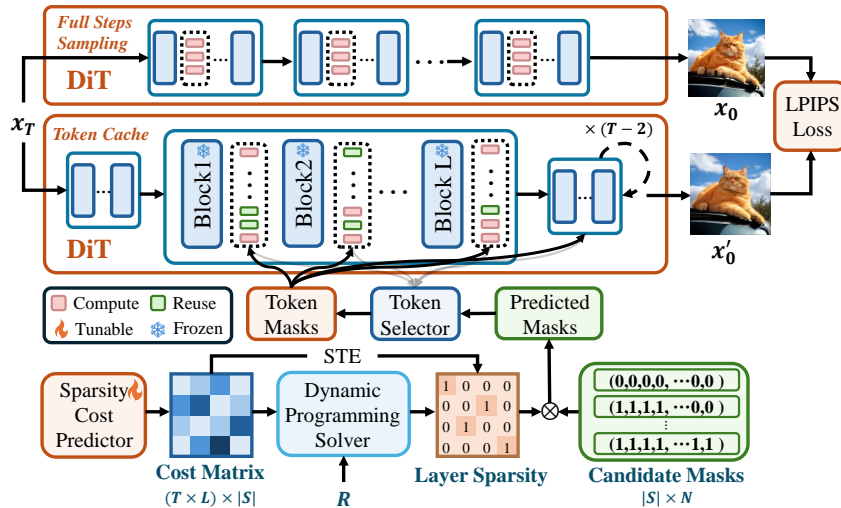 Full Steps
Sampling
DiT
x_T
x_0
LPIPS
Loss
Token Cache
× (T − 2)
Block1
Block2
Block L
DiT
x'_0
Compute
Reuse
Tunable
Frozen
Token
Masks
Token
Selector
Predicted
Masks
STE
Sparsity
Cost
Predictor
Dynamic
Programming
Solver
1 0 0 0
0 0 1 0
0 1 0 0
0 0 0 1
(0,0,0,0, ···0,0 )
(1,1,1,1, ···0,0 )
(1,1,1,1, ···1,1 )
Cost Matrix
(T × L) × |S|
R
Layer Sparsity
Candidate Masks
|S| × N